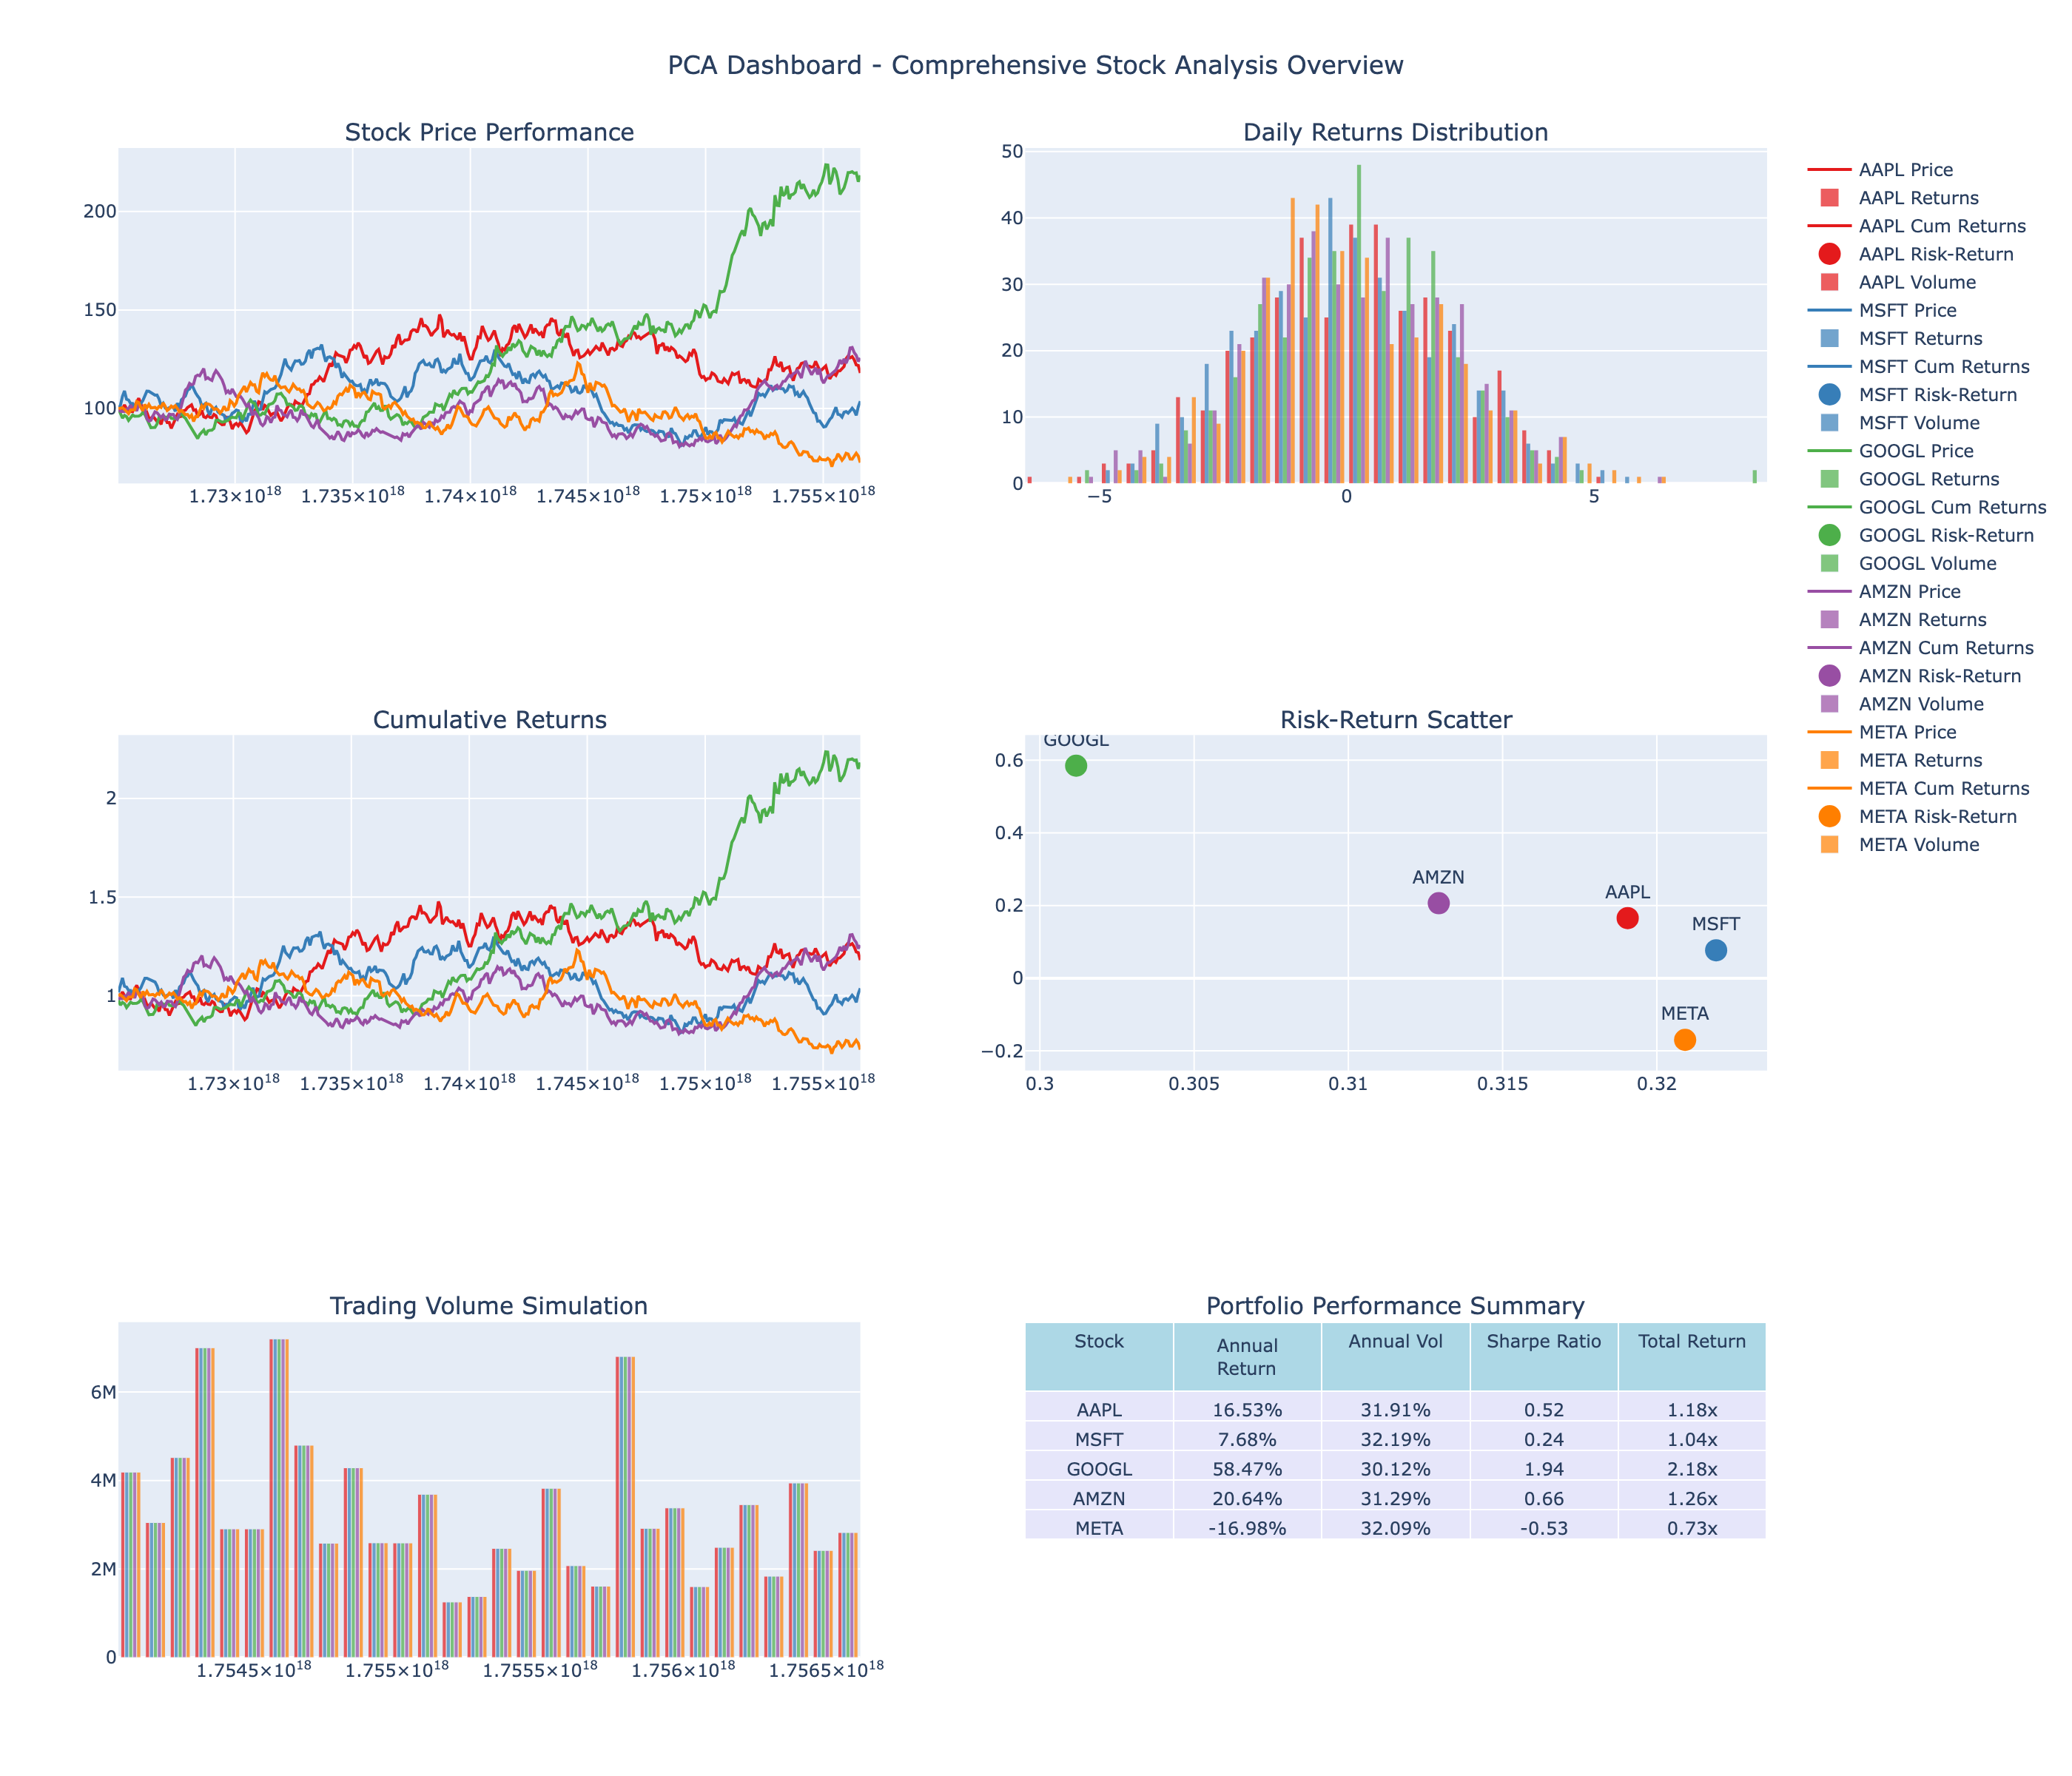 PCA Dashboard - Comprehensive Stock Analysis Overview
Stock Price Performance
200
150
100
1.73×10¹⁸ 1.735×10¹⁸ 1.74×10¹⁸ 1.745×10¹⁸ 1.75×10¹⁸ 1.755×10¹⁸
Daily Returns Distribution
50
40
30
20
10
0
−5 0 5
AAPL Price
AAPL Returns
AAPL Cum Returns
AAPL Risk-Return
AAPL Volume
MSFT Price
MSFT Returns
MSFT Cum Returns
MSFT Risk-Return
MSFT Volume
GOOGL Price
GOOGL Returns
GOOGL Cum Returns
GOOGL Risk-Return
GOOGL Volume
AMZN Price
AMZN Returns
AMZN Cum Returns
AMZN Risk-Return
AMZN Volume
META Price
META Returns
META Cum Returns
META Risk-Return
META Volume
Cumulative Returns
2
1.5
1
1.73×10¹⁸ 1.735×10¹⁸ 1.74×10¹⁸ 1.745×10¹⁸ 1.75×10¹⁸ 1.755×10¹⁸
Risk-Return Scatter
GOOGL
AMZN
AAPL
MSFT
META
0.6
0.4
0.2
0
−0.2
0.3 0.305 0.31 0.315 0.32
Trading Volume Simulation
6M
4M
2M
0
1.7545×10¹⁸ 1.755×10¹⁸ 1.7555×10¹⁸ 1.756×10¹⁸ 1.7565×10¹⁸
Portfolio Performance Summary
Stock Annual Return Annual Vol Sharpe Ratio Total Return
AAPL 16.53% 31.91% 0.52 1.18x
MSFT 7.68% 32.19% 0.24 1.04x
GOOGL 58.47% 30.12% 1.94 2.18x
AMZN 20.64% 31.29% 0.66 1.26x
META -16.98% 32.09% -0.53 0.73x